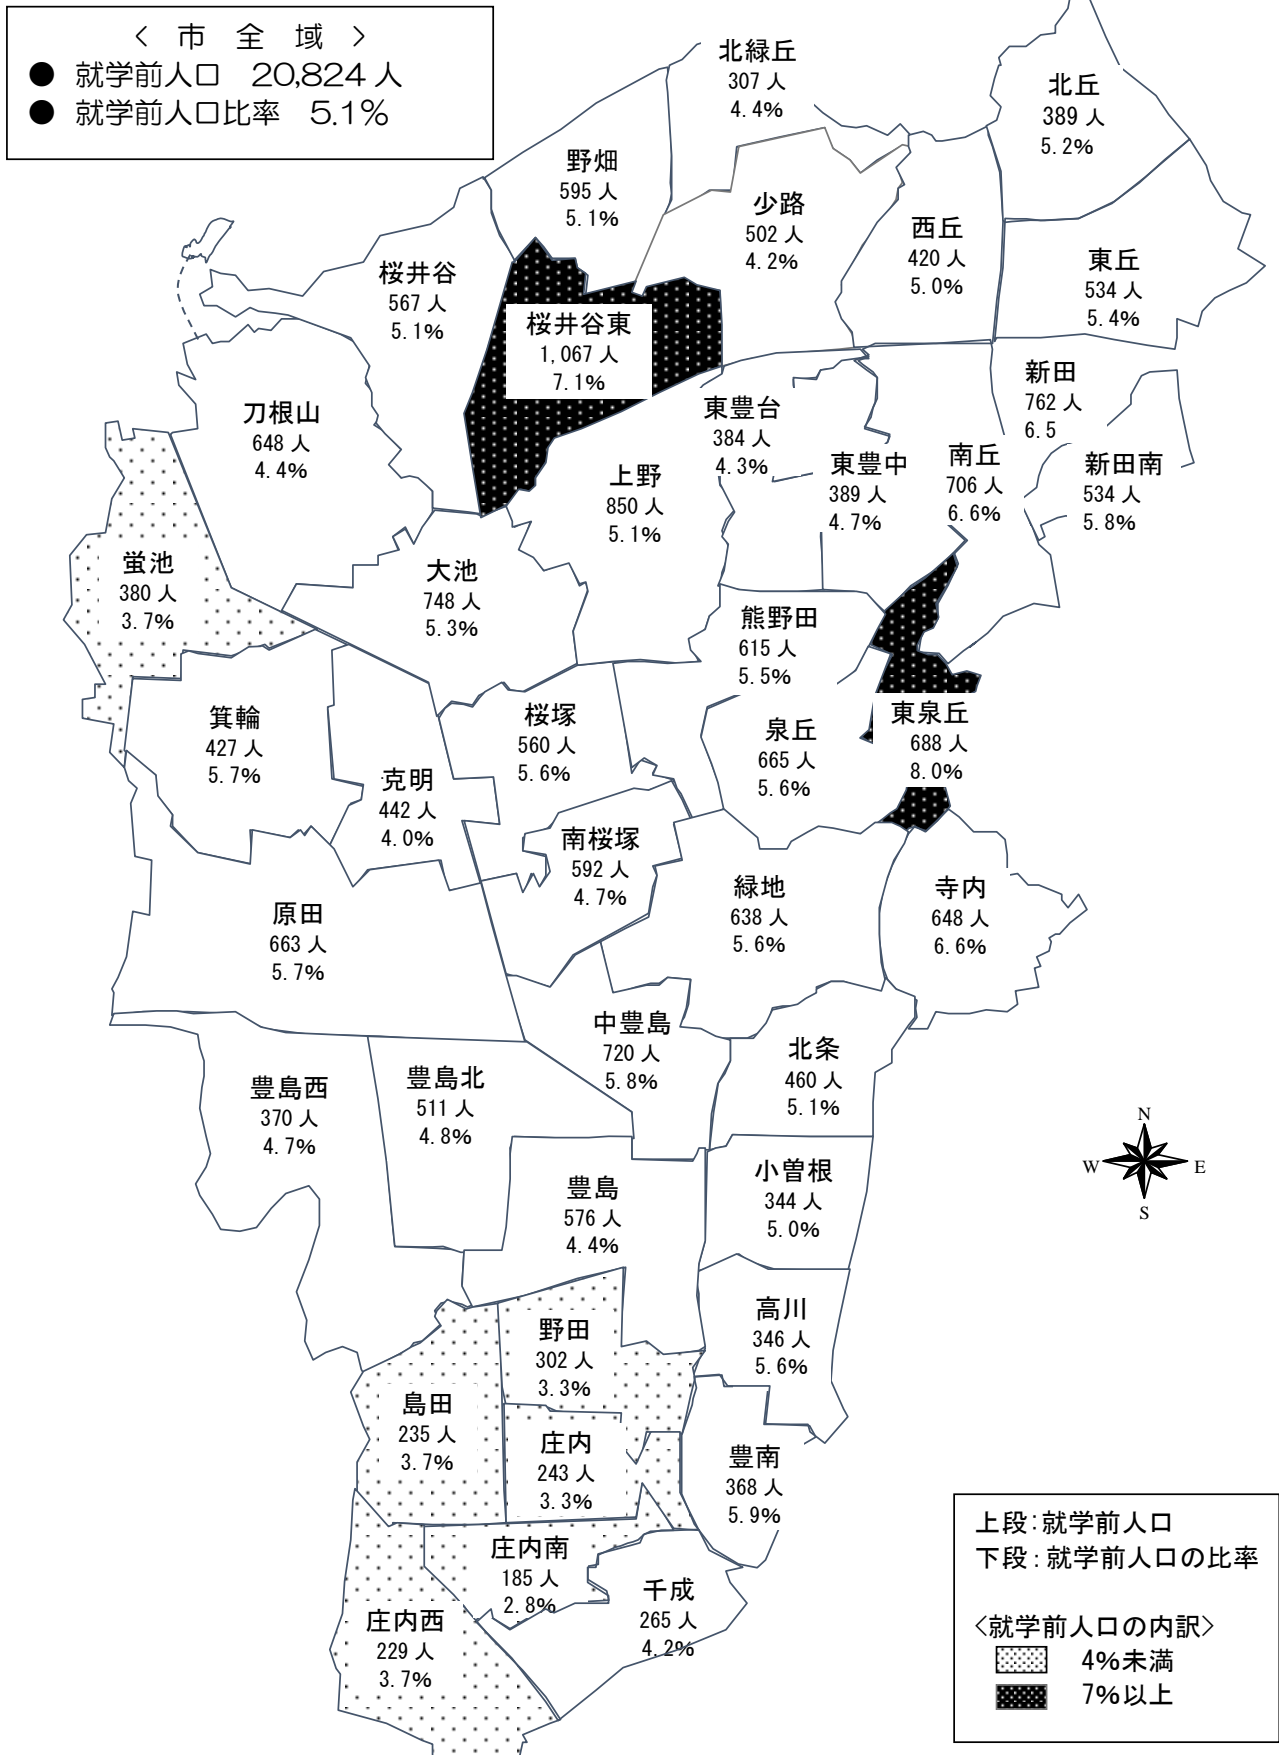 < 市 全 域 >
● 就学前人口 20,824人
● 就学前人口比率 5.1%
北緑丘
307 人
4.4%
北丘
389 人
5.2%
野畑
595 人
5.1%
少路
502 人
4.2%
西丘
420 人
5.0%
東丘
534 人
5.4%
桜井谷
567 人
5.1%
桜井谷東
1,067 人
7.1%
新田
762 人
6.5
刀根山
648 人
4.4%
東豊台
384 人
4.3%
上野
850 人
5.1%
東豊中
389 人
4.7%
南丘
706 人
6.6%
新田南
534 人
5.8%
蛍池
380 人
3.7%
大池
748 人
5.3%
熊野田
615 人
5.5%
箕輪
427 人
5.7%
桜塚
560 人
5.6%
泉丘
665 人
5.6%
東泉丘
688 人
8.0%
克明
442 人
4.0%
南桜塚
592 人
4.7%
緑地
638 人
5.6%
寺内
648 人
6.6%
原田
663 人
5.7%
中豊島
720 人
5.8%
北条
460 人
5.1%
豊島西
370 人
4.7%
豊島北
511 人
4.8%
N
W E
S
豊島
576 人
4.4%
小曽根
344 人
5.0%
高川
346 人
5.6%
野田
302 人
3.3%
島田
235 人
3.7%
庄内
243 人
3.3%
豊南
368 人
5.9%
庄内南
185 人
2.8%
千成
265 人
4.2%
庄内西
229 人
3.7%
上段:就学前人口
下段:就学前人口の比率
<就学前人口の内訳>
4%未満
7%以上